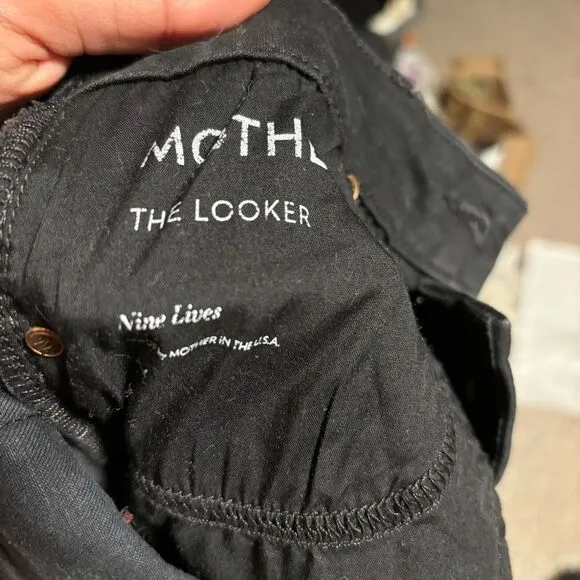 MOTHE
THE LOOKER
Nine Lives
MOTHER IN THE U.S.A.